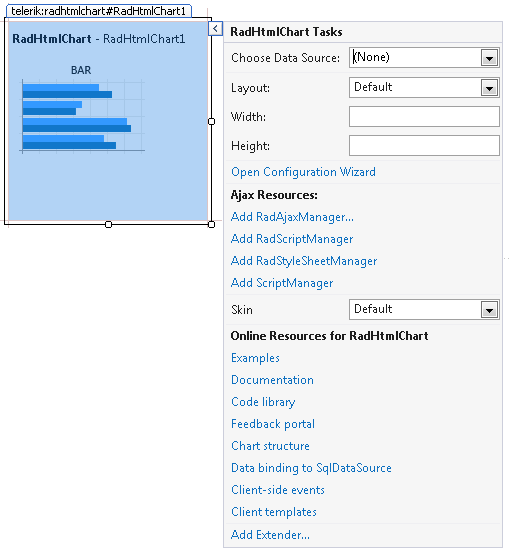 telerik:radhtmlchart#RadHtmlChart1
RadHtmlChart - RadHtmlChart1
BAR
RadHtmlChart Tasks
Choose Data Source: (None)
Layout: Default
Width:
Height:
Open Configuration Wizard
Ajax Resources:
Add RadAjaxManager...
Add RadScriptManager
Add RadStyleSheetManager
Add ScriptManager
Skin Default
Online Resources for RadHtmlChart
Examples
Documentation
Code library
Feedback portal
Chart structure
Data binding to SqlDataSource
Client-side events
Client templates
Add Extender...